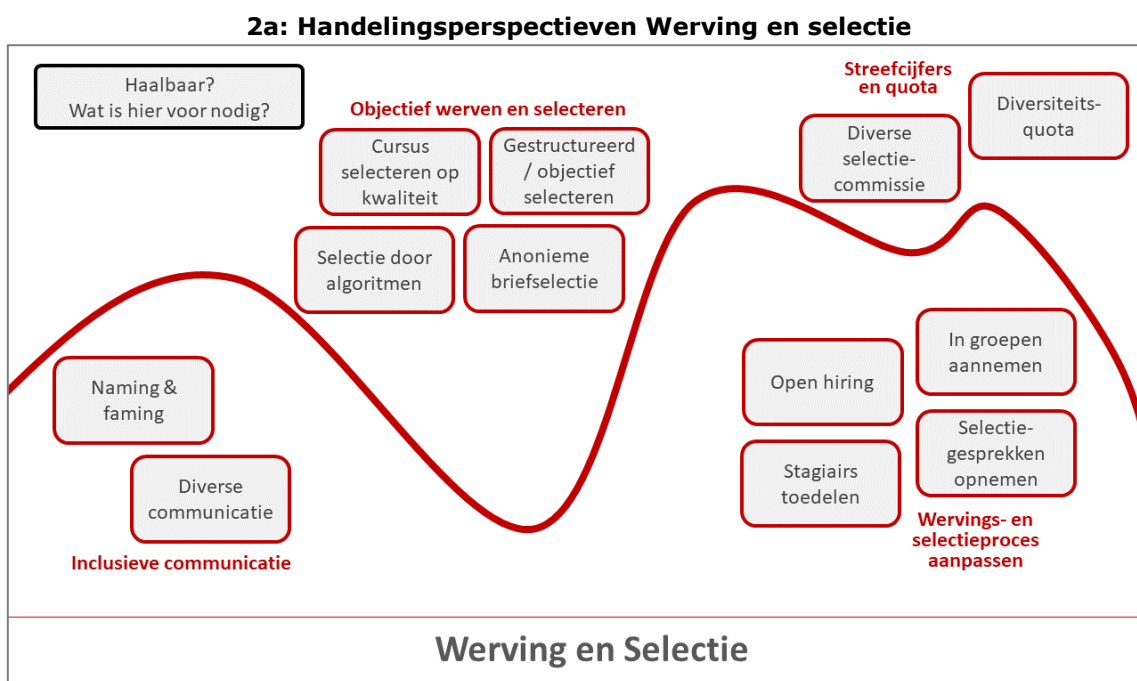 2a: Handelingsperspectieven Werving en selectie
Haalbaar?
Wat is hier voor nodig?
Objectief werven en selecteren
Cursus
selecteren op
kwaliteit
Gestructureerd
/ objectief
selecteren
Selectie door
algoritmen
Anonieme
briefselectie
Streefcijfers
en quota
Diverse
selectie-
commissie
Diversiteits-
quota
Naming &
faming
Diverse
communicatie
Inclusieve communicatie
Open hiring
In groepen
aannemen
Stagiairs
toedelen
Selectie-
gesprekken
opnemen
Wervings- en
selectieproces
aanpassen
Werving en Selectie